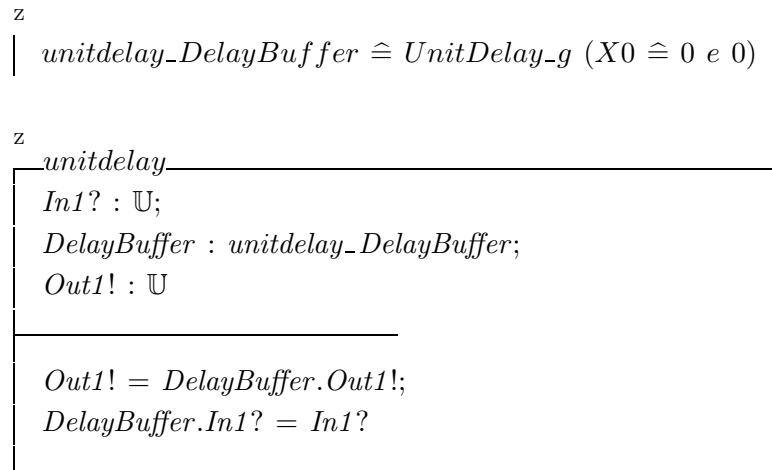 z
unitdelay_DelayBuffer ≙ UnitDelay_g (X0 ≙ 0 e 0)
z
unitdelay
In1? : 𝕌;
DelayBuffer : unitdelay_DelayBuffer;
Out1! : 𝕌
Out1! = DelayBuffer.Out1!;
DelayBuffer.In1? = In1?